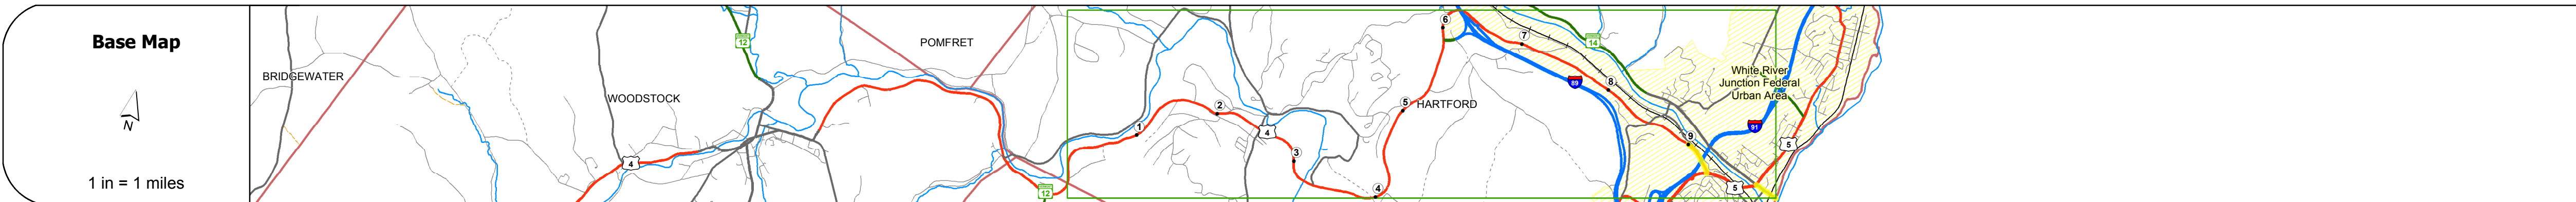 Base Map
N
1 in = 1 miles
BRIDGEWATER
WOODSTOCK
4
12
POMFRET
12
1
2
4
3
4
5
HARTFORD
6
7
89
14
8
White River
Junction Federal
Urban Area
91
9
5
5